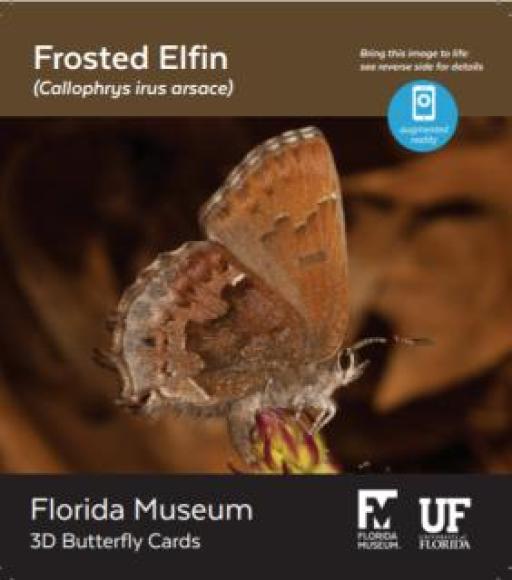 Frosted Elfin
(Callophrys irus arsace)
Bring this image to life
see reverse side for details
augmented
reality
Florida Museum
3D Butterfly Cards
FM
FLORIDA
MUSEUM.
UF
UNIVERSITY of
FLORIDA